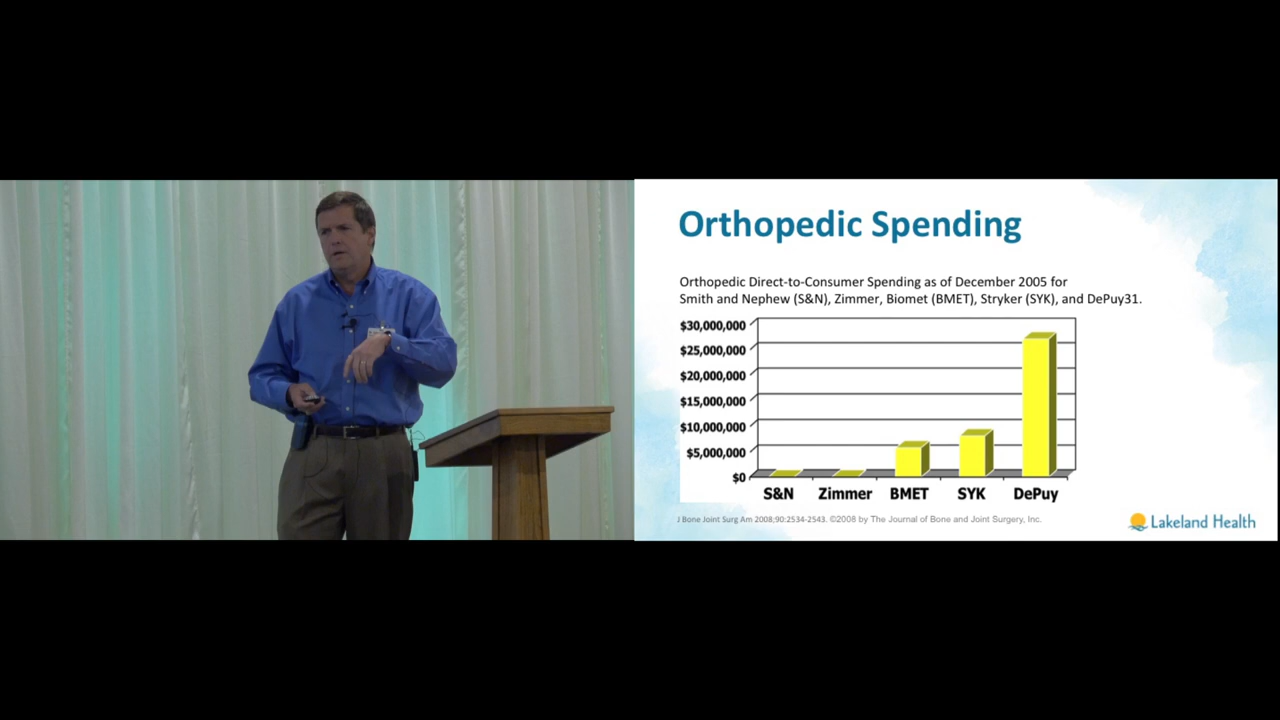 Orthopedic Spending
Orthopedic Direct-to-Consumer Spending as of December 2005 for
Smith and Nephew (S&N), Zimmer, Biomet (BMET), Stryker (SYK), and DePuy31.
$30,000,000
$25,000,000
$20,000,000
$15,000,000
$10,000,000
$5,000,000
$0
S&N Zimmer BMET SYK DePuy
J Bone Joint Surg Am 2008;90:2534-2543. ©2008 by The Journal of Bone and Joint Surgery, Inc.
Lakeland Health